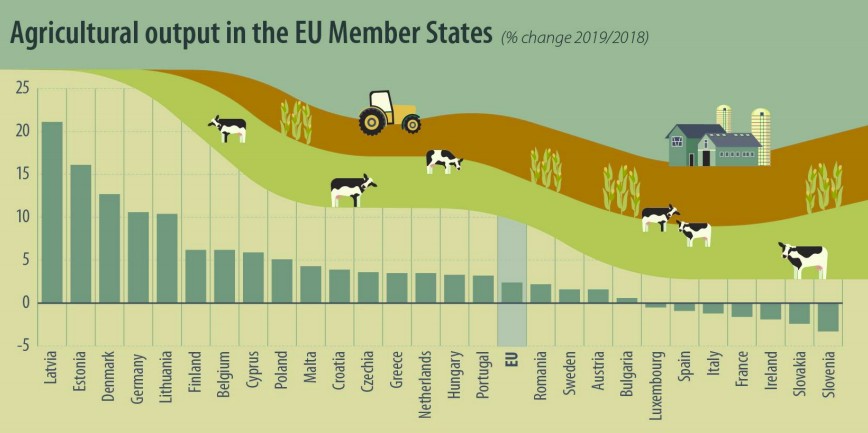 Agricultural output in the EU Member States (% change 2019/2018)
25
20
15
10
5
0
-5
Latvia
Estonia
Denmark
Germany
Lithuania
Finland
Belgium
Cyprus
Poland
Malta
Croatia
Czechia
Greece
Netherlands
Hungary
Portugal
EU
Romania
Sweden
Austria
Bulgaria
Luxembourg
Spain
Italy
France
Ireland
Slovakia
Slovenia